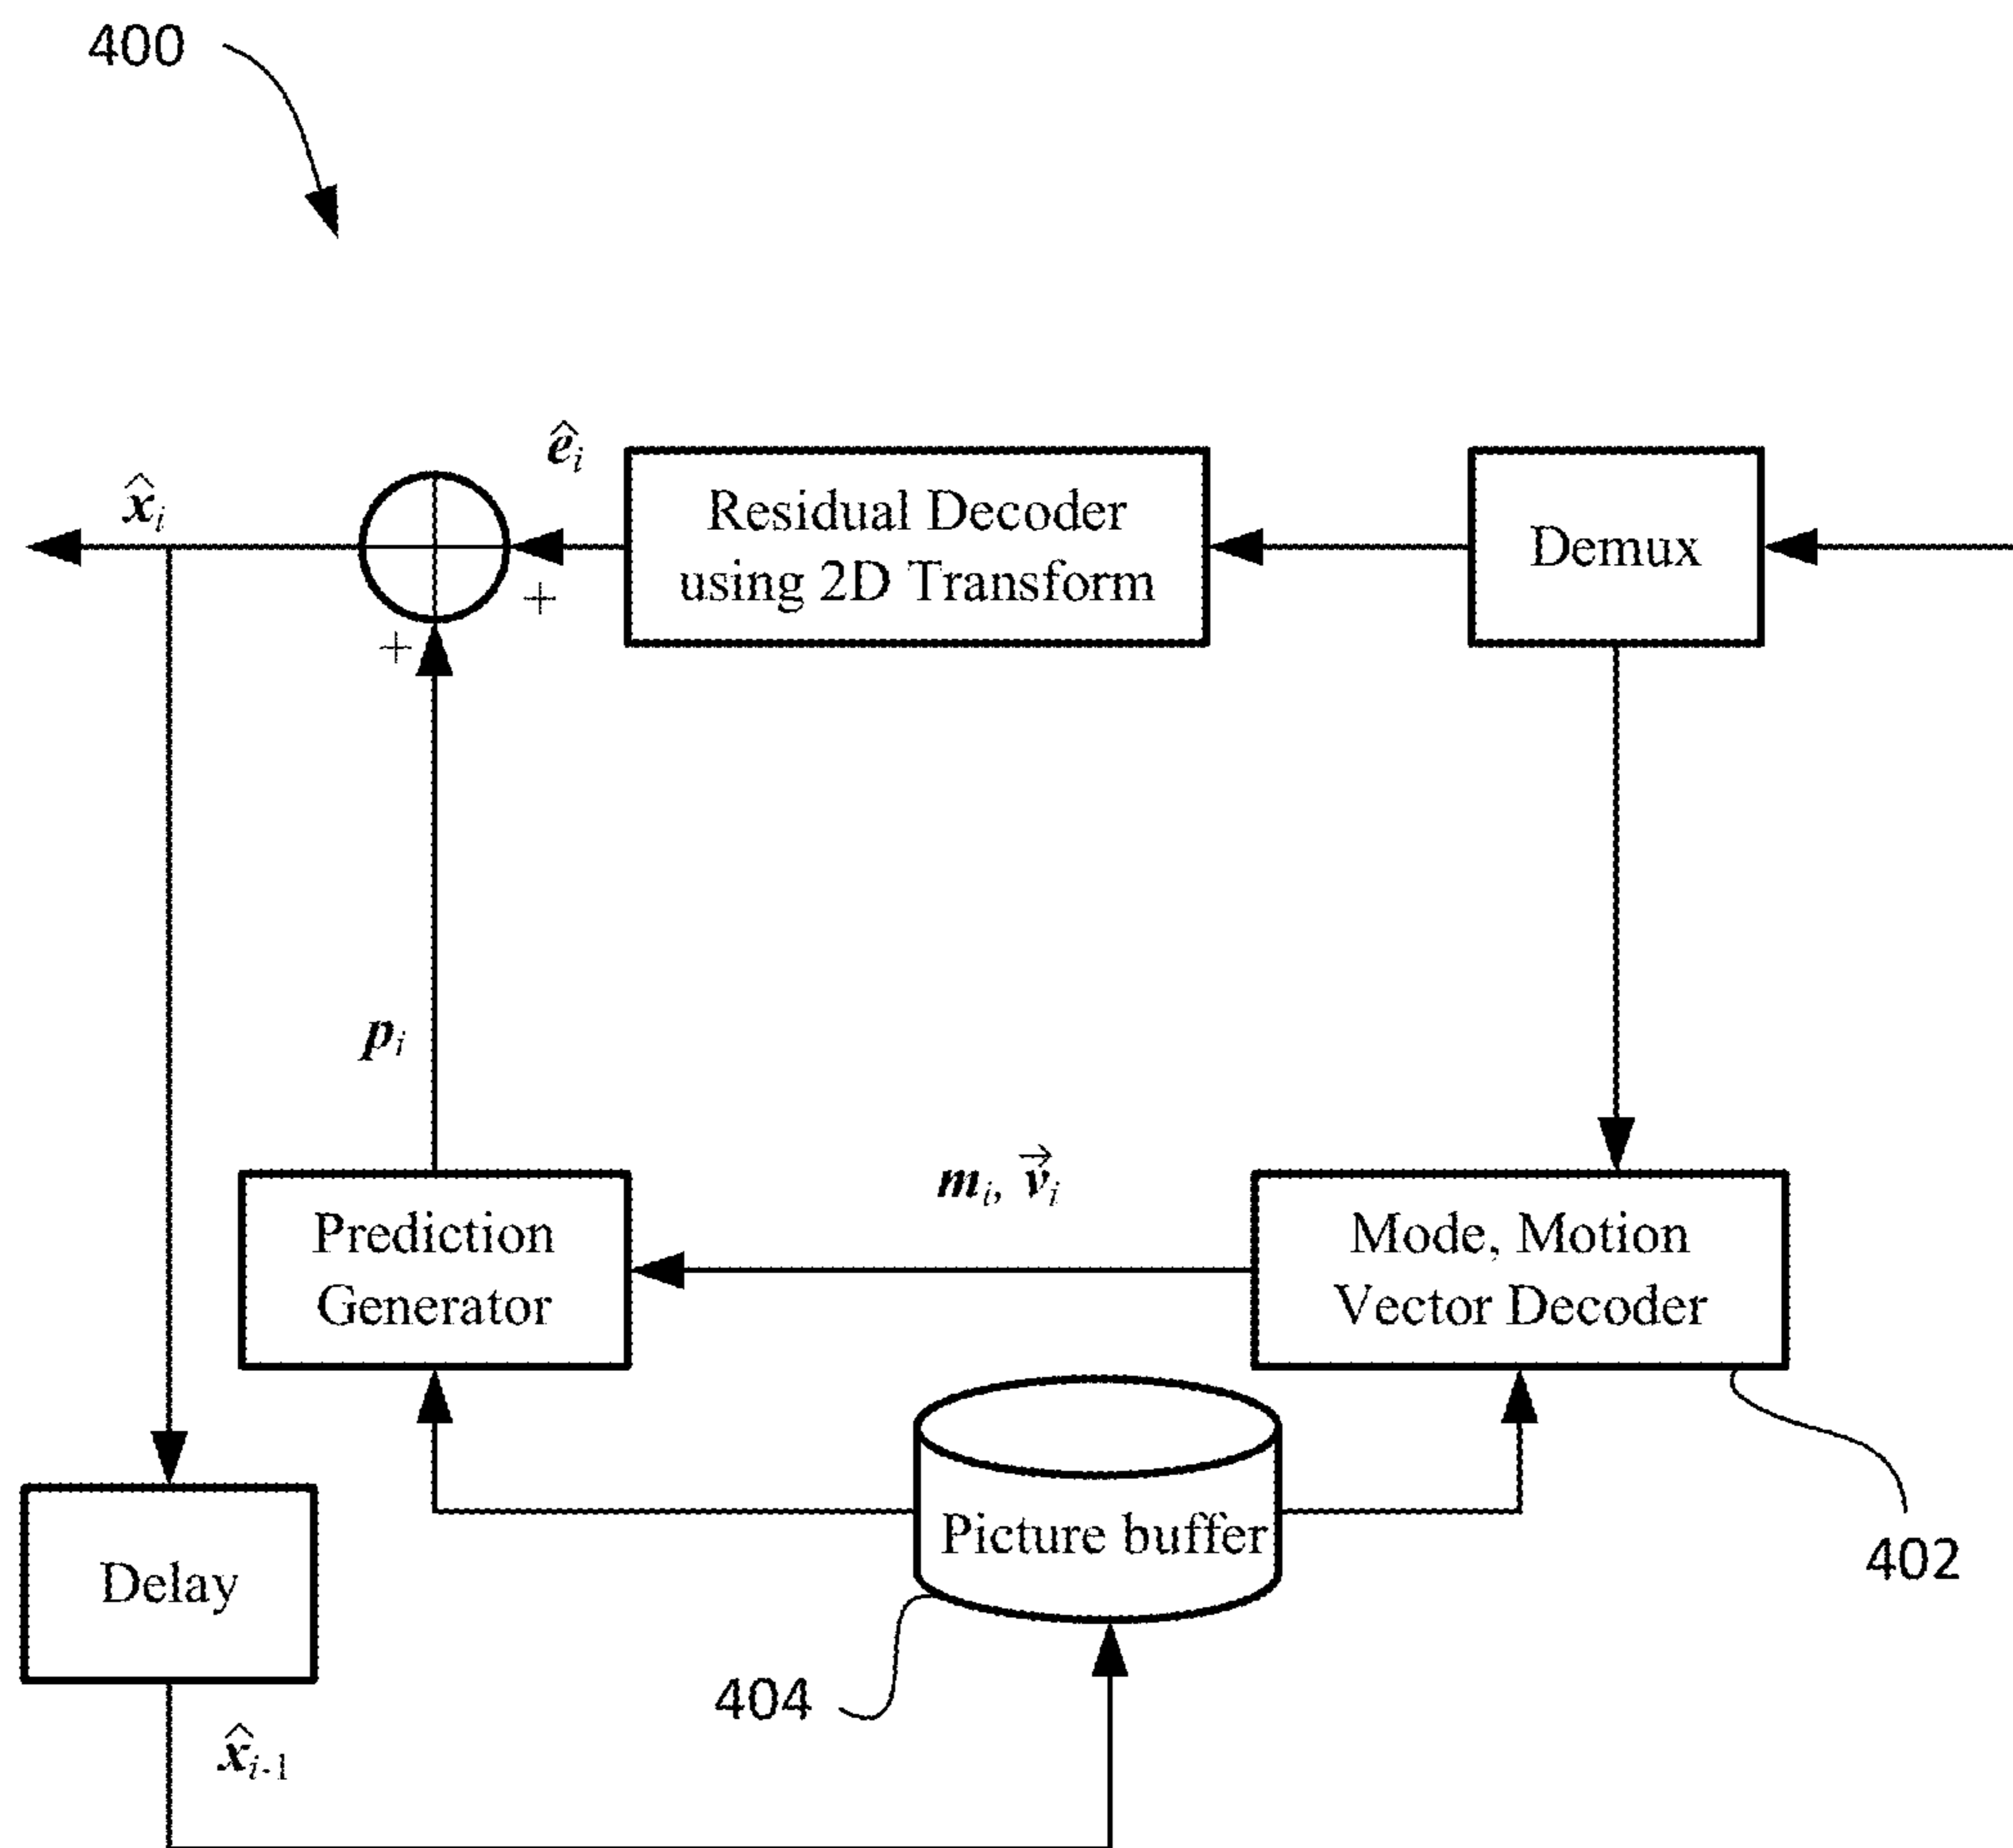 400
x̂i
êi
Residual Decoder
using 2D Transform
Demux
+
+
pi
mi, v⃗i
Prediction
Generator
Mode, Motion
Vector Decoder
Picture buffer
Delay
402
404
x̂i-1